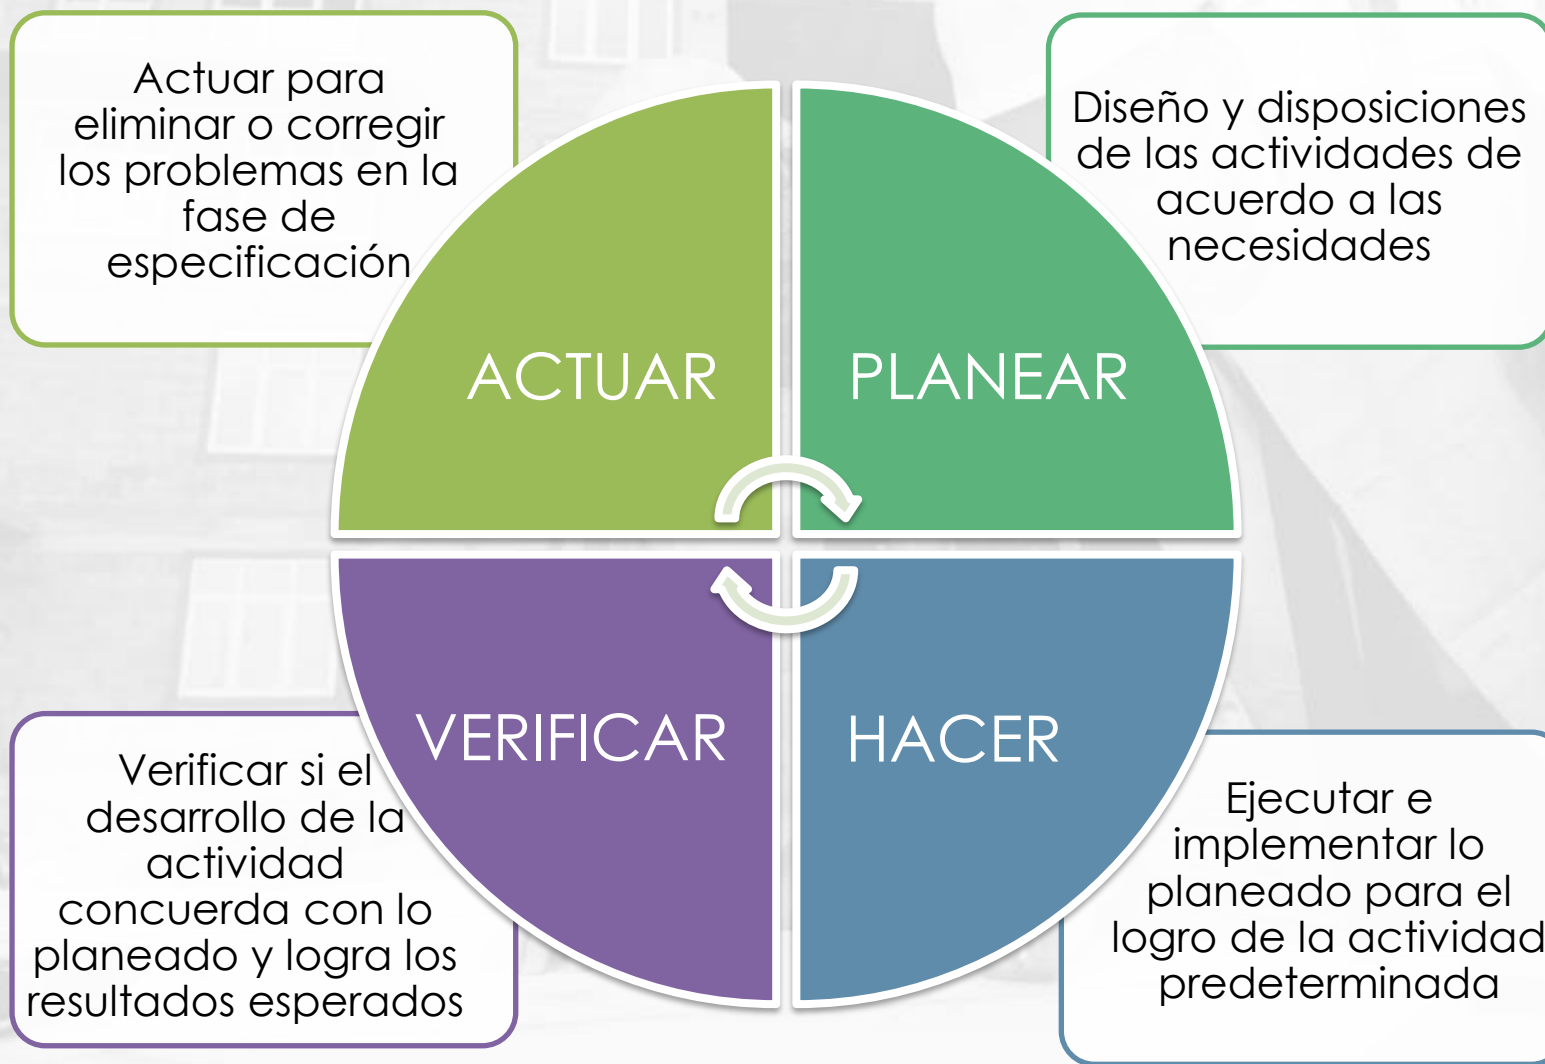 Actuar para
eliminar o corregir
los problemas en la
fase de
especificación
Diseño y disposiciones
de las actividades de
acuerdo a las
necesidades
ACTUAR
PLANEAR
VERIFICAR
HACER
Verificar si el
desarrollo de la
actividad
concuerda con lo
planeado y logra los
resultados esperados
Ejecutar e
implementar lo
planeado para el
logro de la actividad
predeterminada